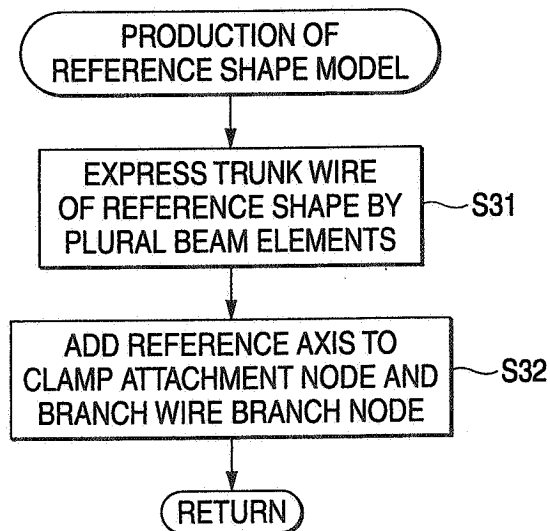 PRODUCTION OF
REFERENCE SHAPE MODEL
EXPRESS TRUNK WIRE
OF REFERENCE SHAPE BY
PLURAL BEAM ELEMENTS
S31
ADD REFERENCE AXIS TO
CLAMP ATTACHMENT NODE AND
BRANCH WIRE BRANCH NODE
S32
RETURN